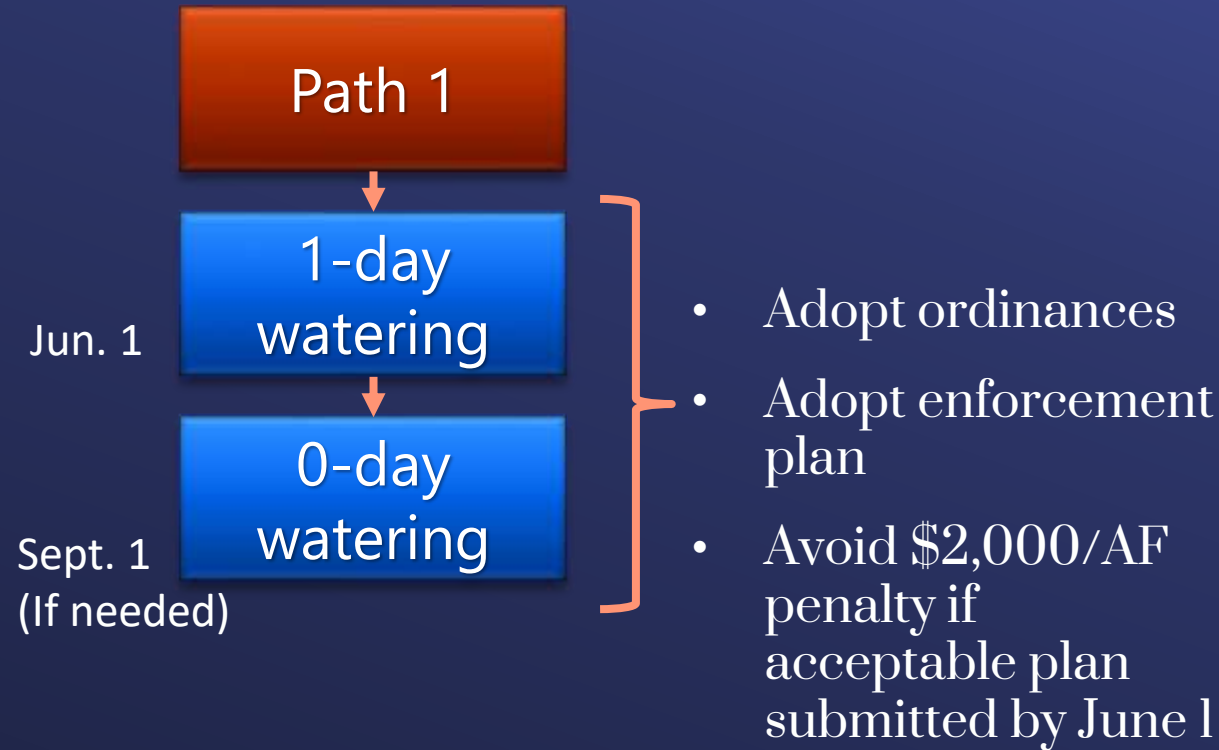 Path 1
Jun. 1
1-day
watering
Sept. 1
(If needed)
0-day
watering
• Adopt ordinances
• Adopt enforcement
plan
• Avoid $2,000/AF
penalty if
acceptable plan
submitted by June 1